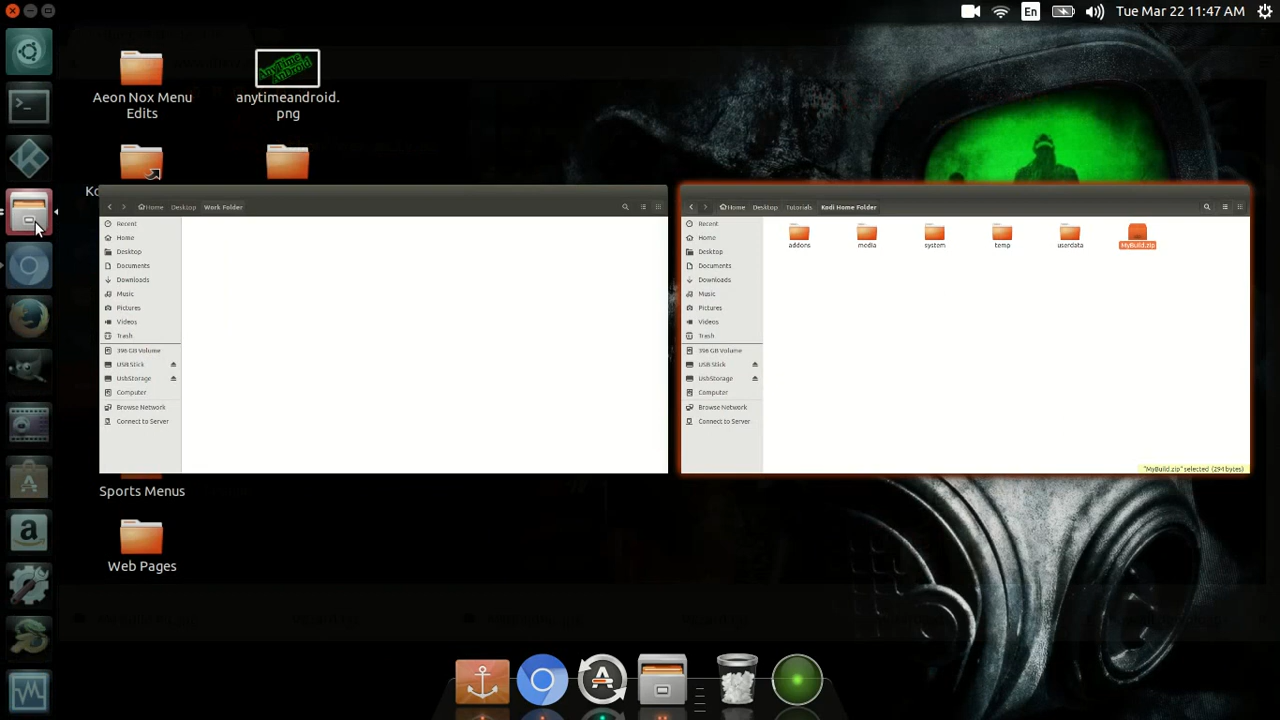 En
Tue Mar 22 11:47 AM
Aeon Nox Menu
Edits
AnyTime
Android
anytimeandroid.
png
Home
Desktop
Work Folder
Recent
Home
Desktop
Documents
Downloads
Music
Pictures
Videos
Trash
396 GB Volume
USB Stick
UsbStorage
Computer
Browse Network
Connect to Server
Home
Desktop
Tutorials
Kodi Home Folder
Recent
Home
Desktop
Documents
Downloads
Music
Pictures
Videos
Trash
396 GB Volume
USB Stick
UsbStorage
Computer
Browse Network
Connect to Server
addons
media
system
temp
userdata
MyBuild.zip
"MyBuild.zip" selected (294 bytes)
Sports Menus
Web Pages